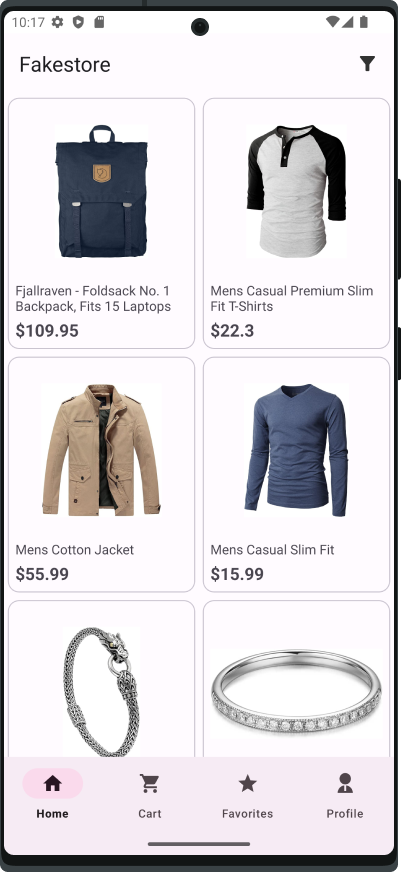 10:17
Fakestore
Fjallraven - Foldsack No. 1
Backpack, Fits 15 Laptops
$109.95
Mens Casual Premium Slim
Fit T-Shirts
$22.3
Mens Cotton Jacket
$55.99
Mens Casual Slim Fit
$15.99
Home
Cart
Favorites
Profile